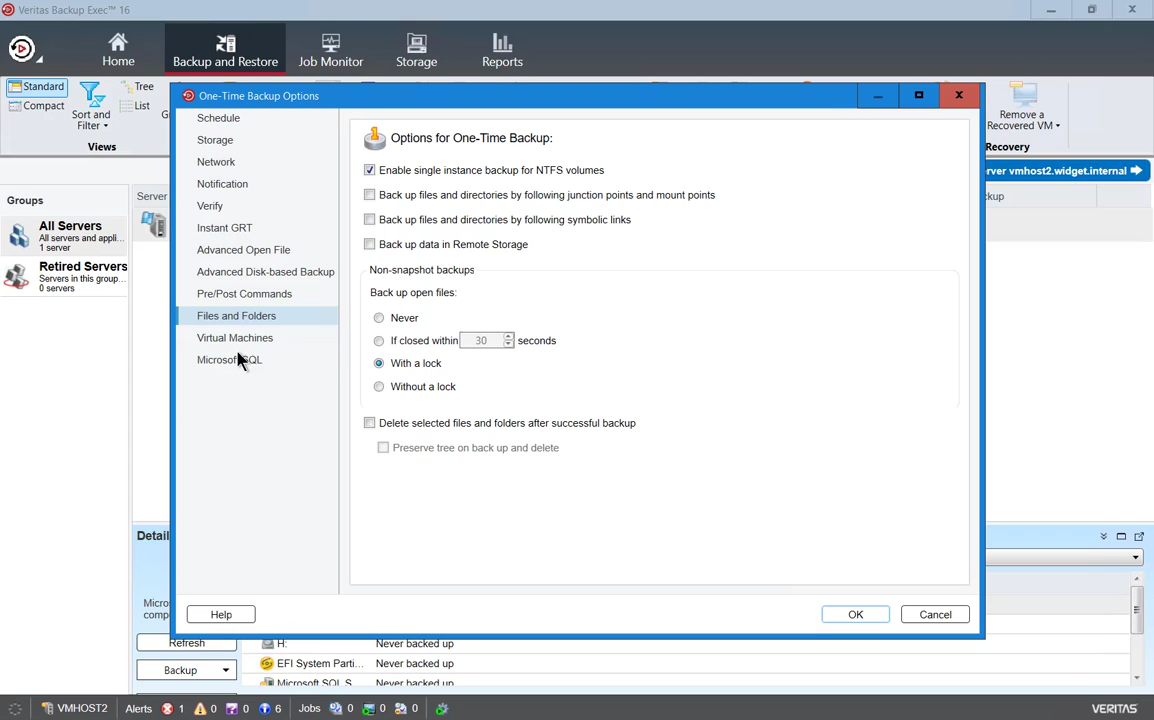 Veritas Backup Exec™ 16
Home
Backup and Restore
Job Monitor
Storage
Reports
Standard
Compact
Sort and
Filter
Tree
List
Views
Remove a
Recovered VM
Recovery
One-Time Backup Options
Schedule
Storage
Network
Notification
Verify
Instant GRT
Advanced Open File
Advanced Disk-based Backup
Pre/Post Commands
Files and Folders
Virtual Machines
Options for One-Time Backup:
Enable single instance backup for NTFS volumes
Back up files and directories by following junction points and mount points
Back up files and directories by following symbolic links
Back up data in Remote Storage
Non-snapshot backups
Back up open files:
Never
If closed within 30 seconds
With a lock
Without a lock
Delete selected files and folders after successful backup
Preserve tree on back up and delete
Help
OK
Cancel
vmhost2.widget.internal
Groups
Server
All Servers
All servers and appli...
1 server
Retired Servers
Servers in this group...
0 servers
Detai
Micro
Refresh
Backup
H: Never backed up
EFI System Parti... Never backed up
Microsoft SQL S... Never backed up
VMHOST2 Alerts 1 0 0 6 Jobs 0 0 0
VERITAS